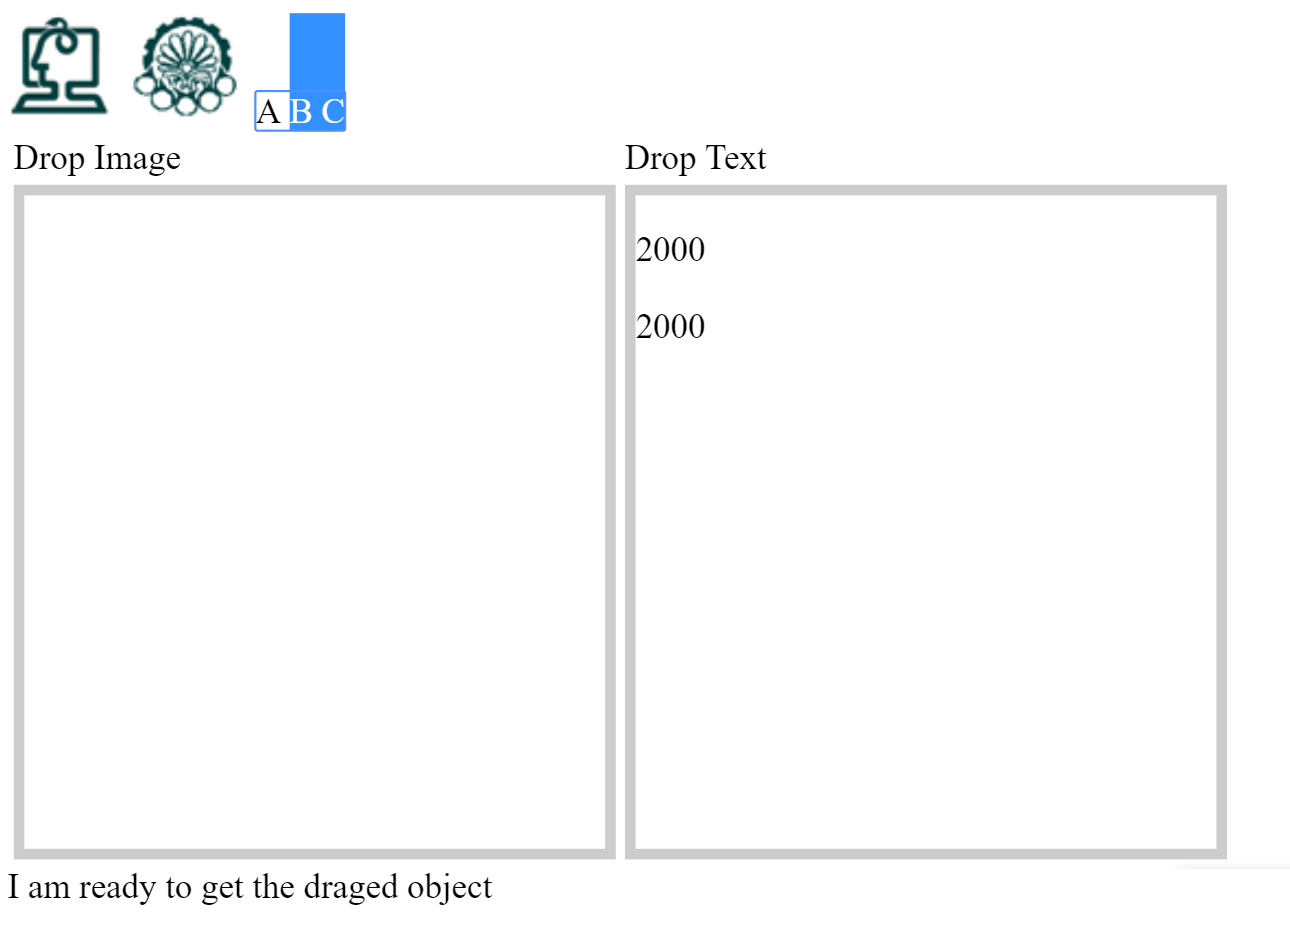 A B C
Drop Image
Drop Text
2000
2000
I am ready to get the draged object